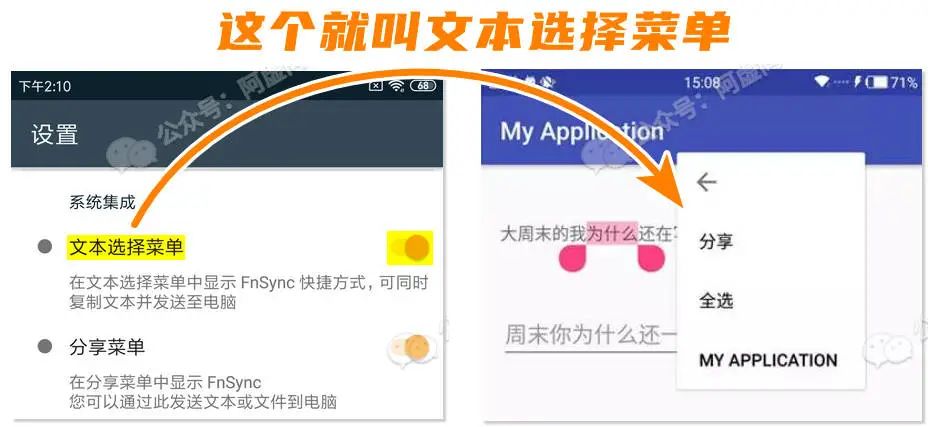 这个就叫文本选择菜单
下午2:10
68
设置
系统集成
文本选择菜单
在文本选择菜单中显示 FnSync 快捷方式，可同时
复制文本并发送至电脑
分享菜单
在分享菜单中显示 FnSync
您可以通过此发送文本或文件到电脑
公众号：阿虚
15:08
71%
My Application
大周末的我为什么还在
周末你为什么还一
分享
全选
MY APPLICATION
公众号：阿虚